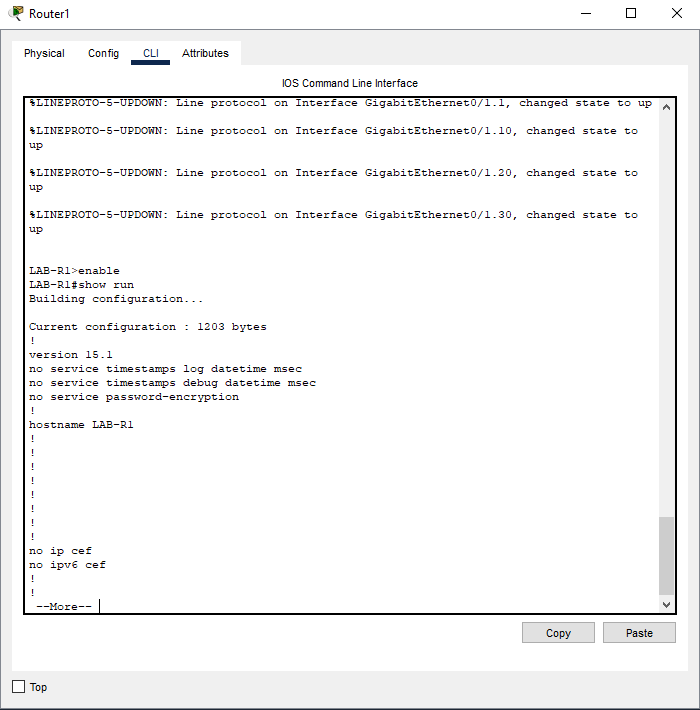 Router1
Physical Config CLI Attributes
IOS Command Line Interface
%LINEPROTO-5-UPDOWN: Line protocol on Interface GigabitEthernet0/1.1, changed state to up
%LINEPROTO-5-UPDOWN: Line protocol on Interface GigabitEthernet0/1.10, changed state to
up
%LINEPROTO-5-UPDOWN: Line protocol on Interface GigabitEthernet0/1.20, changed state to
up
%LINEPROTO-5-UPDOWN: Line protocol on Interface GigabitEthernet0/1.30, changed state to
up
LAB-R1>enable
LAB-R1#show run
Building configuration...
Current configuration : 1203 bytes
!
version 15.1
no service timestamps log datetime msec
no service timestamps debug datetime msec
no service password-encryption
!
hostname LAB-R1
!
!
!
!
!
!
!
!
no ip cef
no ipv6 cef
!
!
--More--
Copy Paste
Top